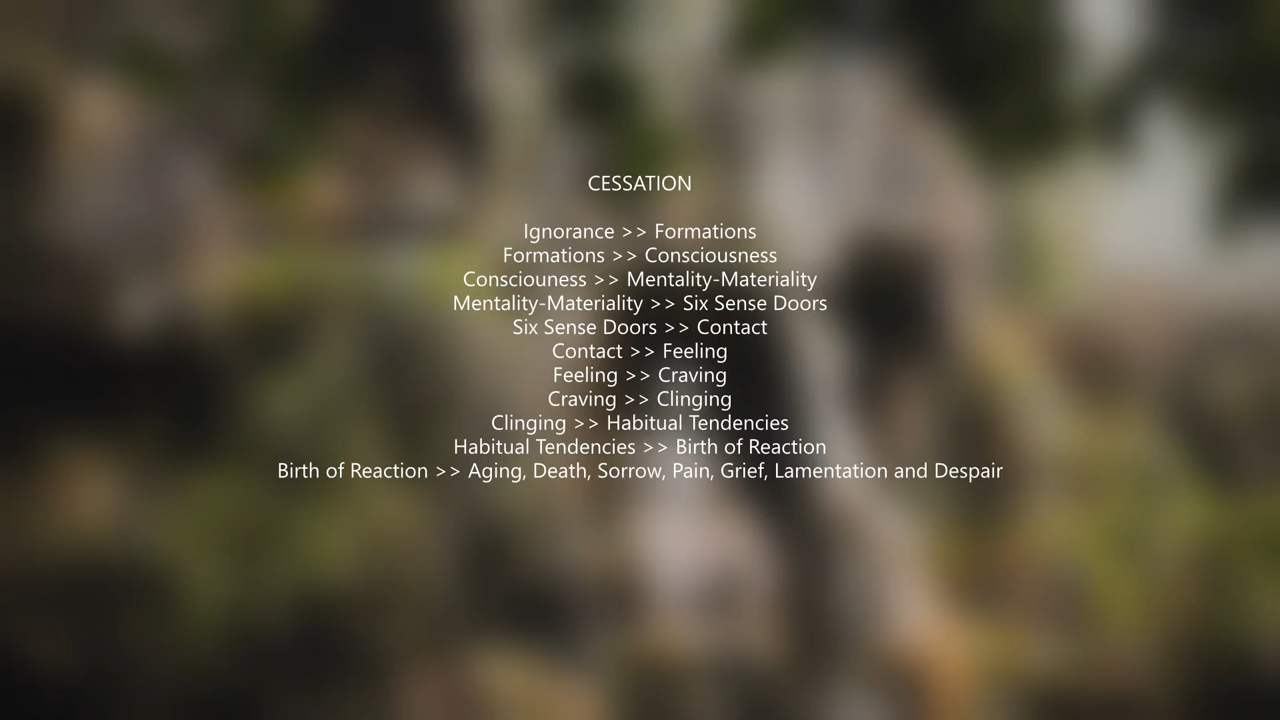 CESSATION
Ignorance >> Formations
Formations >> Consciousness
Consciouness >> Mentality-Materiality
Mentality-Materiality >> Six Sense Doors
Six Sense Doors >> Contact
Contact >> Feeling
Feeling >> Craving
Craving >> Clinging
Clinging >> Habitual Tendencies
Habitual Tendencies >> Birth of Reaction
Birth of Reaction >> Aging, Death, Sorrow, Pain, Grief, Lamentation and Despair